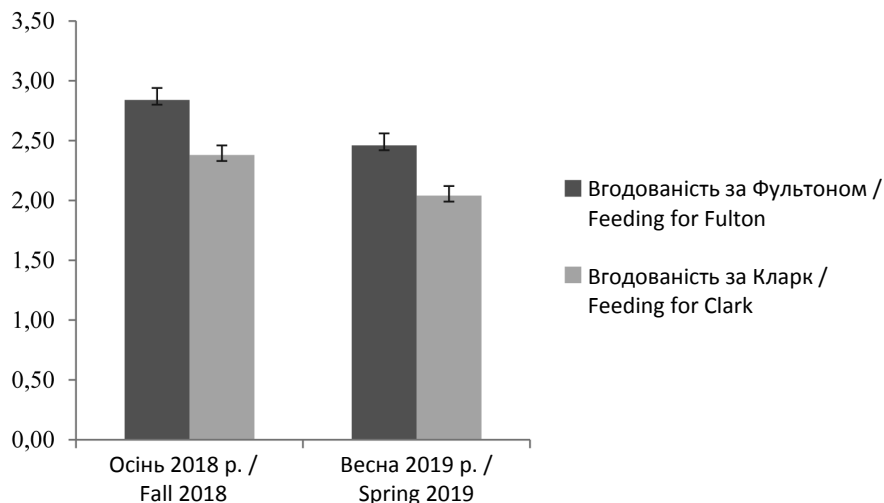 3,50
3,00
2,50
2,00
1,50
1,00
0,50
0,00
Осінь 2018 р. /
Fall 2018
Весна 2019 р. /
Spring 2019
Вгодованість за Фультоном /
Feeding for Fulton
Вгодованість за Кларк /
Feeding for Clark